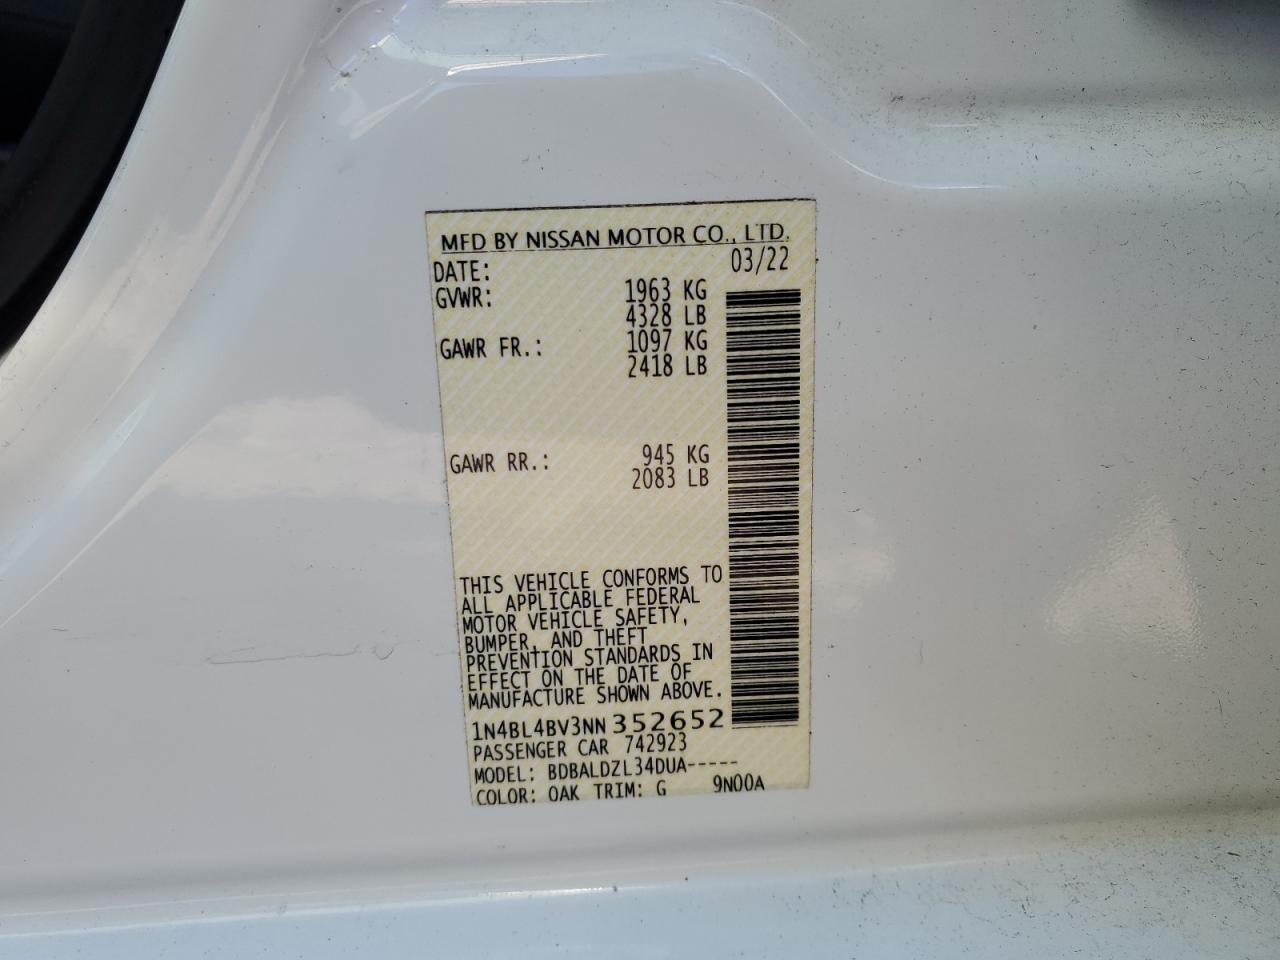 MFD BY NISSAN MOTOR CO., LTD.
DATE: 03/22
GVWR: 1963 KG
4328 LB
GAWR FR.: 1097 KG
2418 LB
GAWR RR.: 945 KG
2083 LB
THIS VEHICLE CONFORMS TO
ALL APPLICABLE FEDERAL
MOTOR VEHICLE SAFETY,
BUMPER, AND THEFT
PREVENTION STANDARDS IN
EFFECT ON THE DATE OF
MANUFACTURE SHOWN ABOVE.
1N4BL4BV3NN352652
PASSENGER CAR 742923
MODEL: BDBALDZL34DUA-----
COLOR: OAK TRIM: G 9N00A